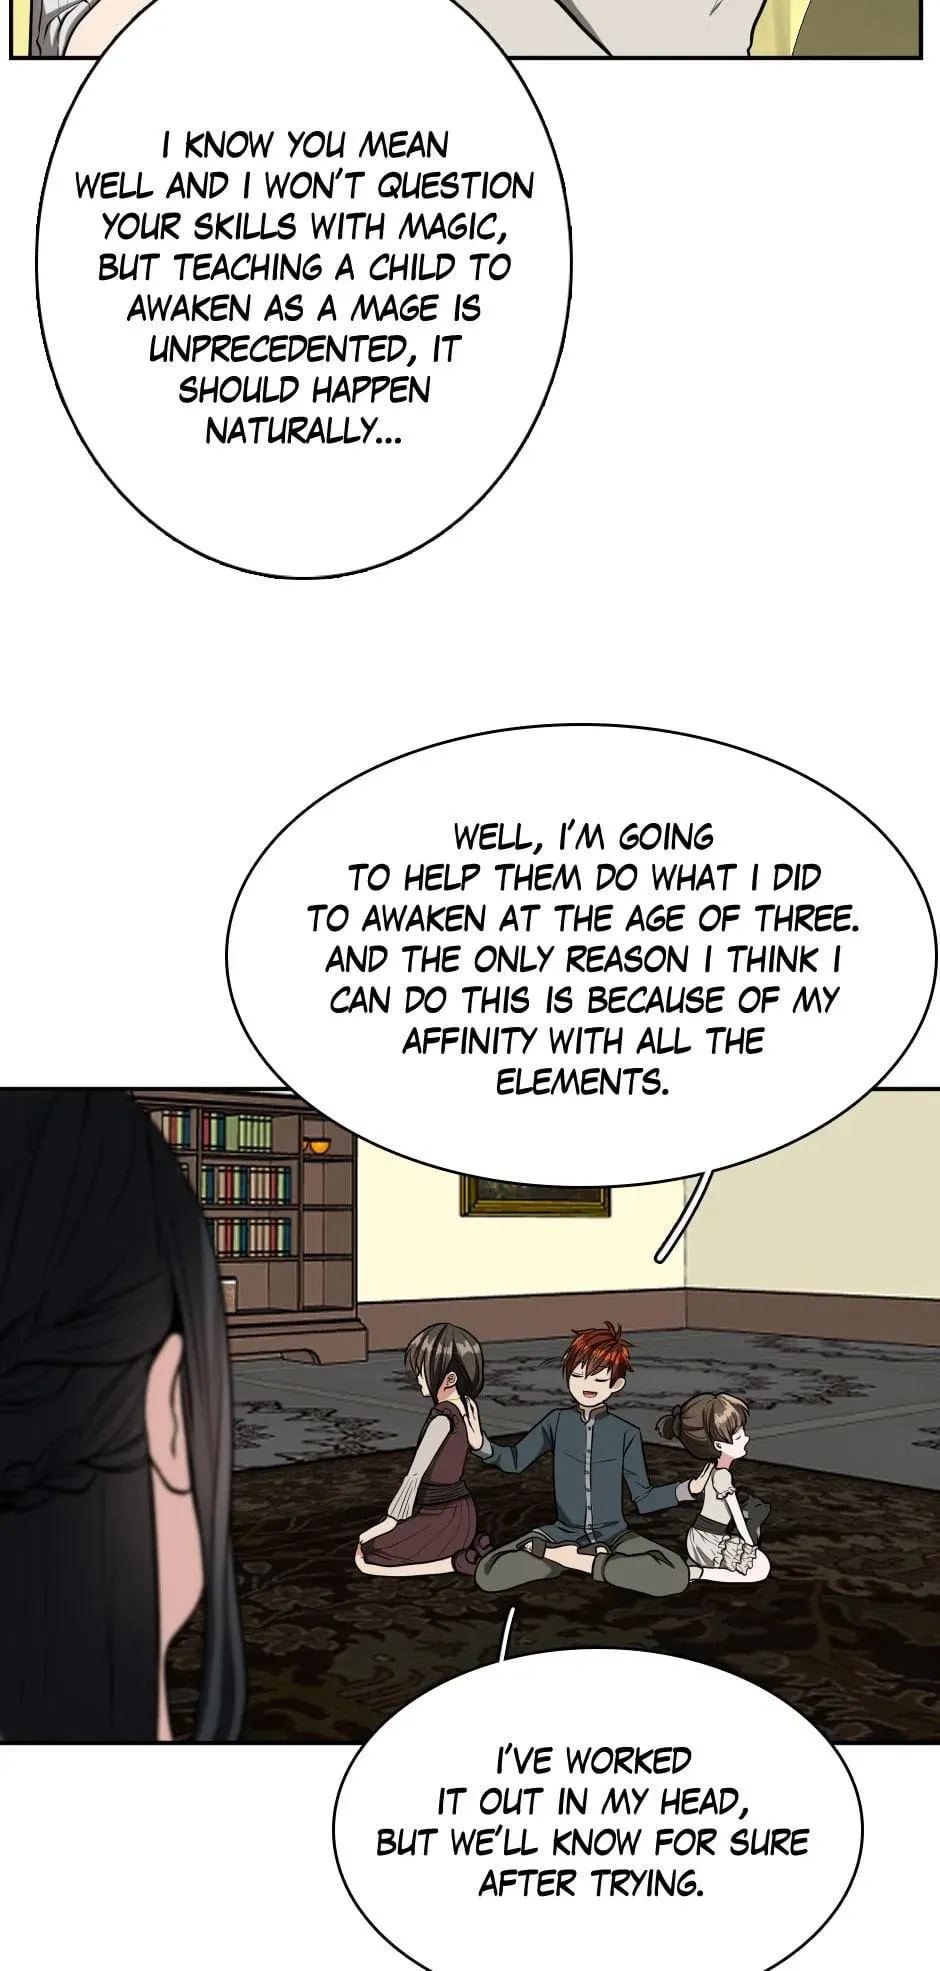 I KNOW YOU MEAN
WELL AND I WON'T QUESTION
YOUR SKILLS WITH MAGIC,
BUT TEACHING A CHILD TO
AWAKEN AS A MAGE IS
UNPRECEDENTED, IT
SHOULD HAPPEN
NATURALLY...
WELL, I'M GOING
TO HELP THEM DO WHAT I DID
TO AWAKEN AT THE AGE OF THREE.
AND THE ONLY REASON I THINK I
CAN DO THIS IS BECAUSE OF MY
AFFINITY WITH ALL THE
ELEMENTS.
I'VE WORKED
IT OUT IN MY HEAD,
BUT WE'LL KNOW FOR SURE
AFTER TRYING.